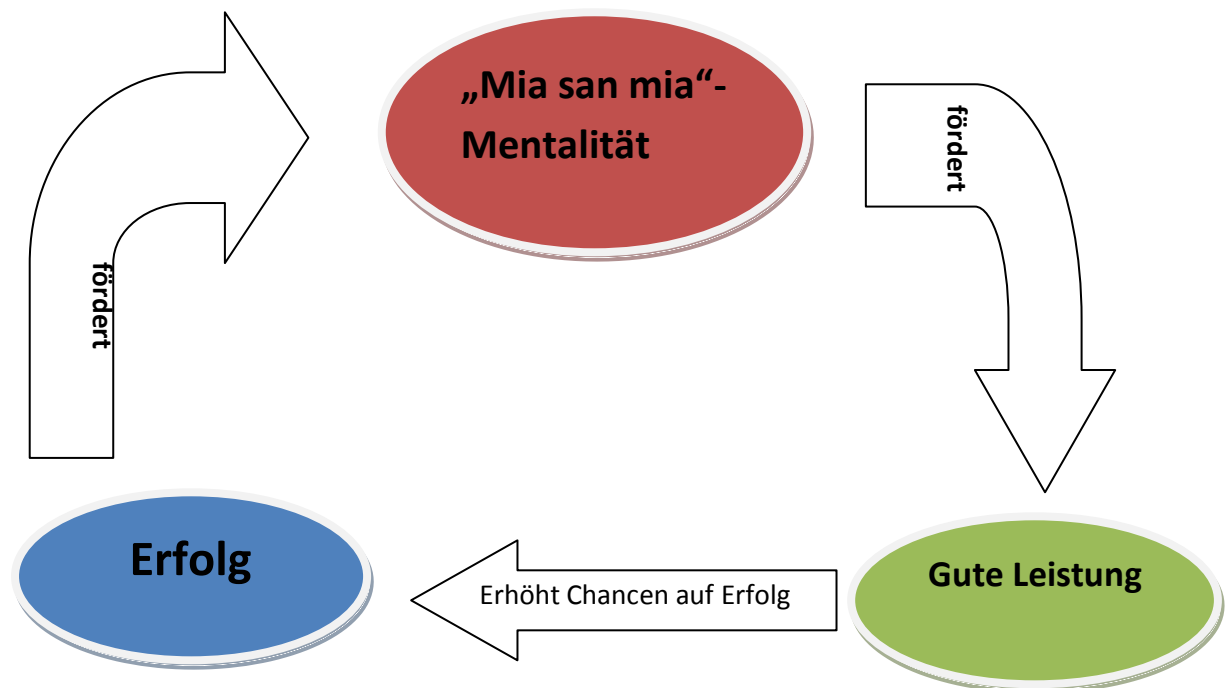 „Mia san mia“-
Mentalität
fördert
fördert
Erfolg
Erhöht Chancen auf Erfolg
Gute Leistung